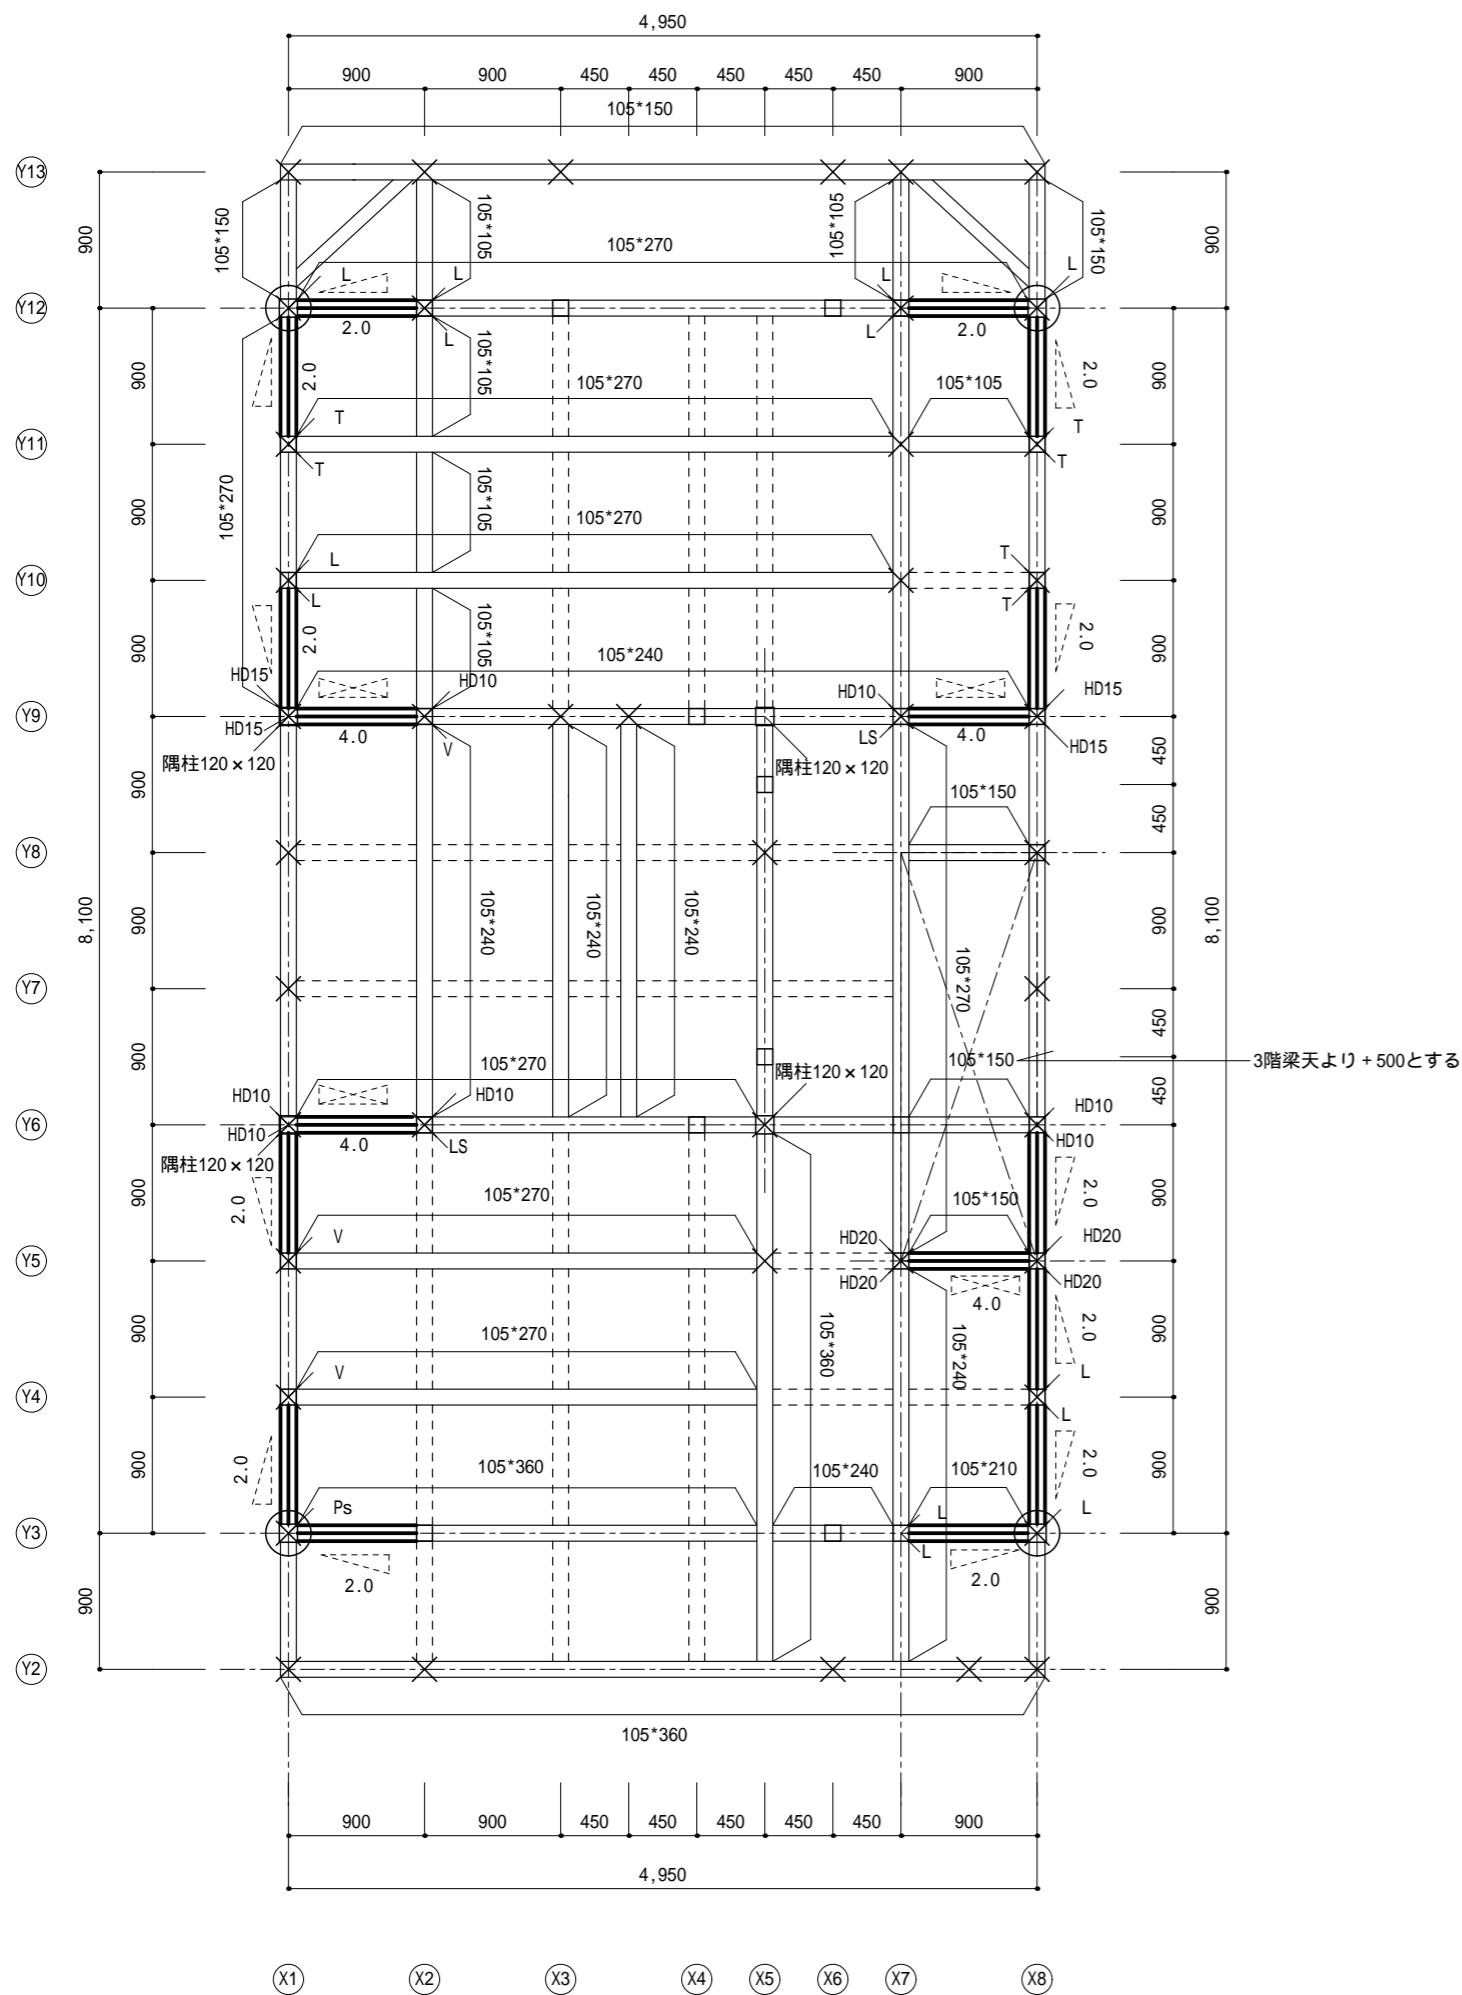 4,950
900 900 450 450 450 450 450 900
105*150
Y13
105*150 105*105 105*105 105*150
900 900
105*270
L L L L
Y12
2.0 L L 2.0
900 2.0 105*105 2.0 900
105*270 105*105
T T
Y11
T T
105*270 105*105
900 900
105*270
L T
Y10
L T
900 2.0 105*105 2.0 900
105*240
HD15 HD10 HD10 HD15
Y9
HD15 4.0 V LS 4.0 HD15
隅柱120×120 隅柱120×120
450
900 105*150
450
Y8
8,100 900 105*240 105*240 105*240 105*270 900 8,100
Y7
450
900 105*270 105*150 3階梁天より+500とする
隅柱120×120 450
HD10 HD10 HD10
Y6
HD10 4.0 LS HD10
隅柱120×120
900 2.0 105*270 105*150 2.0 900
V HD20 HD20
Y5
HD20 HD20
4.0
900 105*270 105*360 105*240 2.0 900
V L
Y4
L
900 2.0 105*360 105*240 105*210 2.0 900
Ps L L
Y3
L
2.0 2.0
900 900
Y2
105*360
900 900 450 450 450 450 450 900
4,950
X1 X2 X3 X4 X5 X6 X7 X8